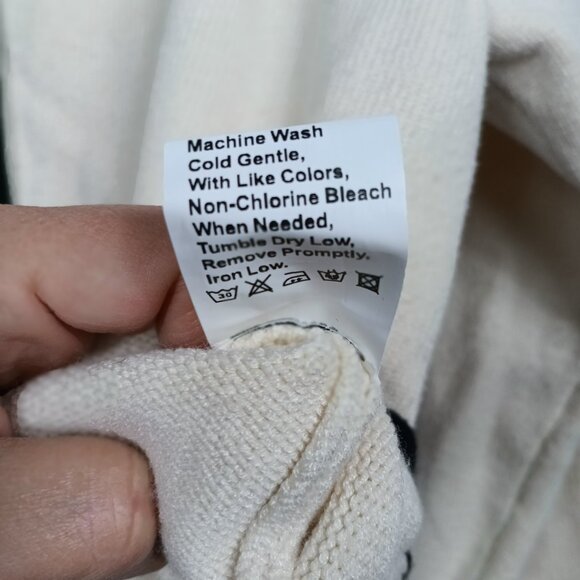 Machine Wash
Cold Gentle,
With Like Colors,
Non-Chlorine Bleach
When Needed,
Tumble Dry Low,
Remove Promptly.
Iron Low.
30